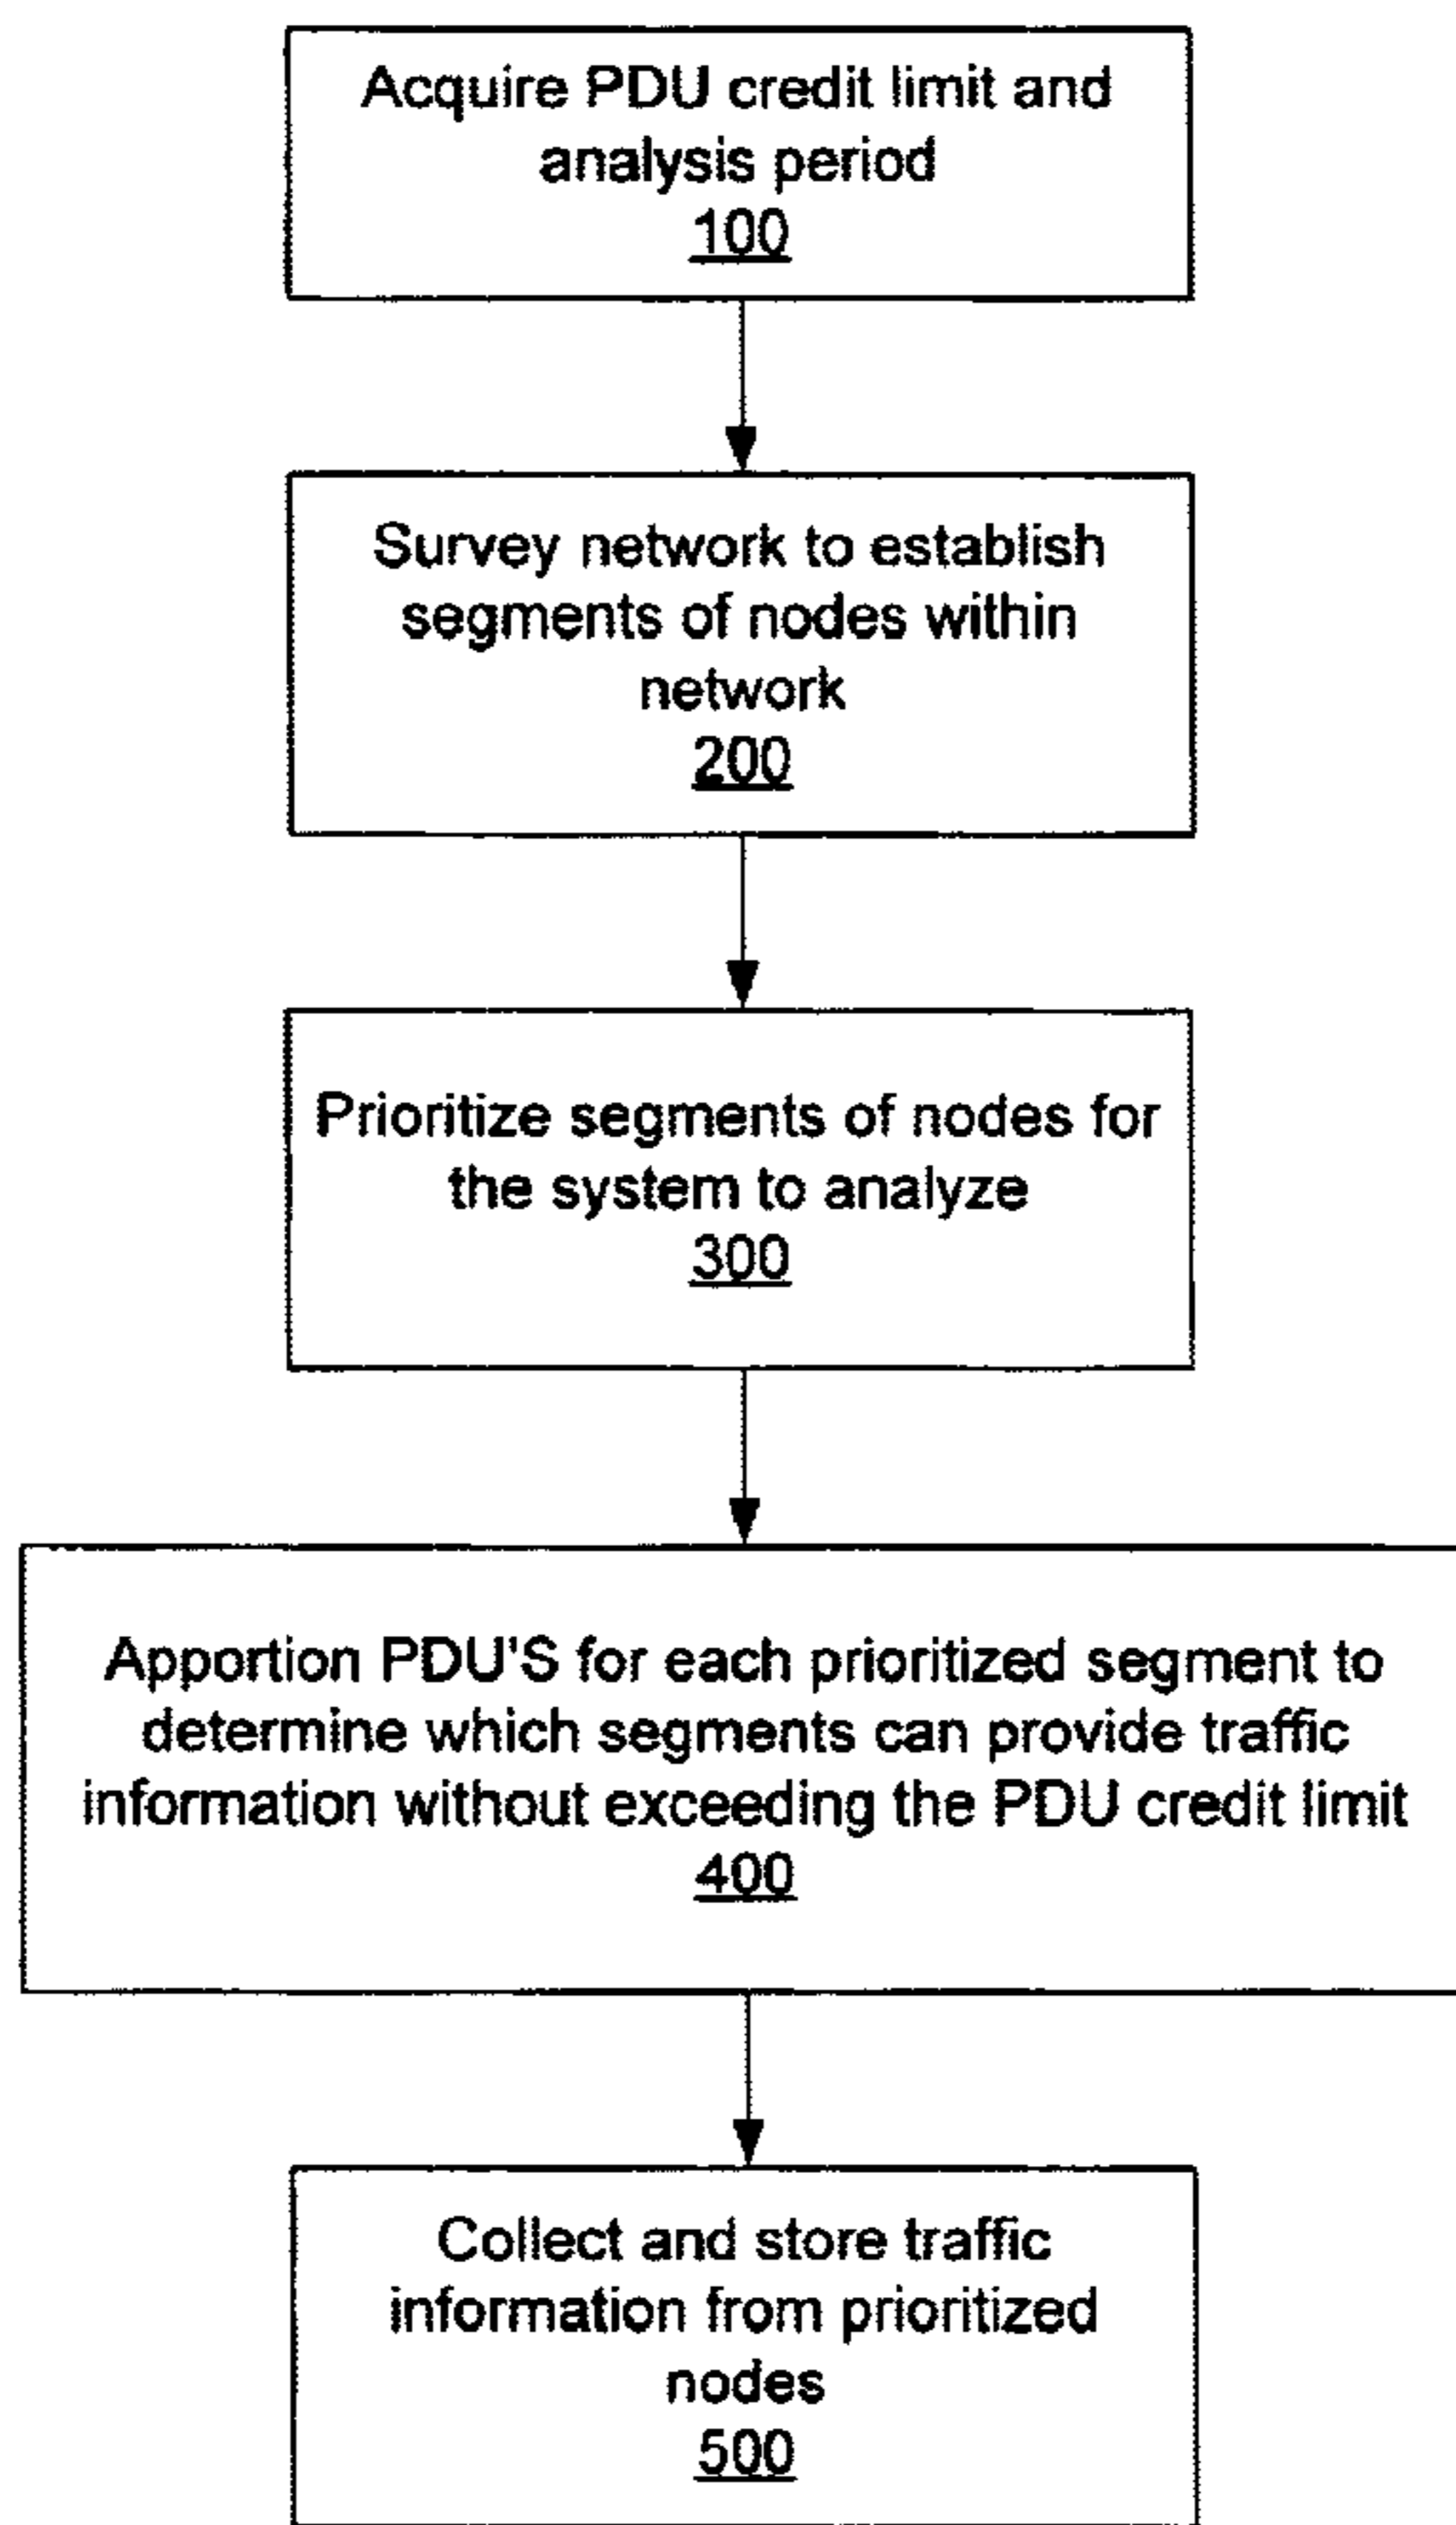 Acquire PDU credit limit and
analysis period
100
Survey network to establish
segments of nodes within
network
200
Prioritize segments of nodes for
the system to analyze
300
Apportion PDU'S for each prioritized segment to
determine which segments can provide traffic
information without exceeding the PDU credit limit
400
Collect and store traffic
information from prioritized
nodes
500